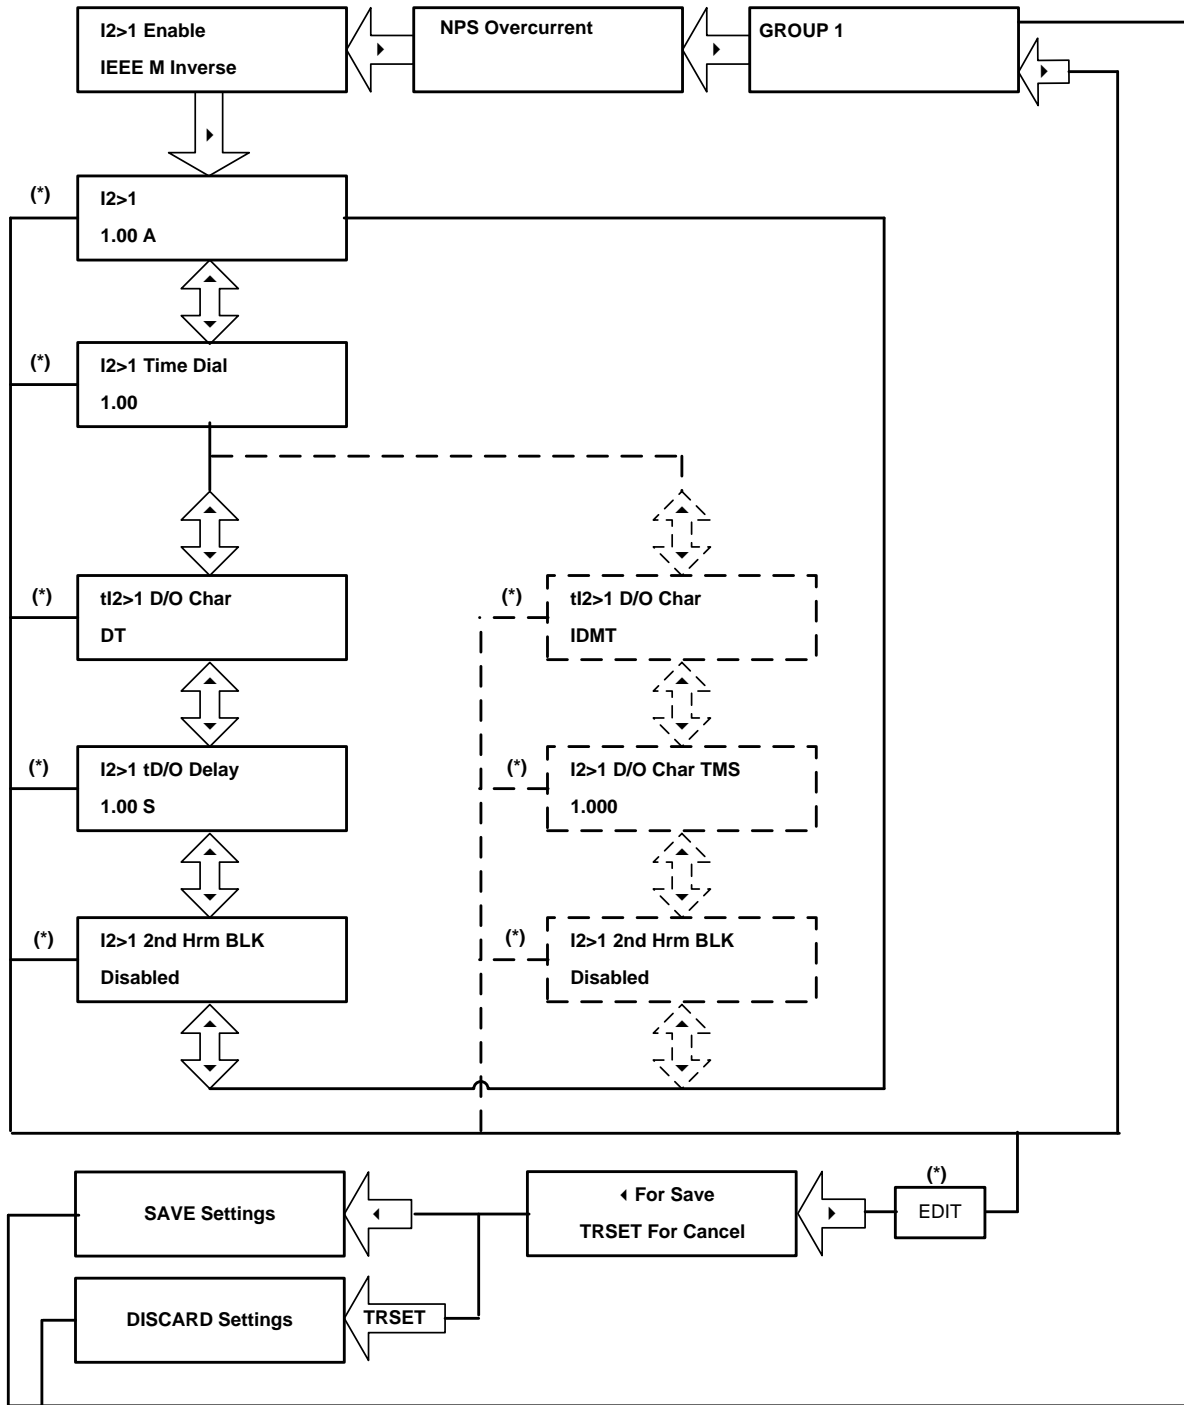 I2>1 Enable
IEEE M Inverse
NPS Overcurrent
GROUP 1
(*)
I2>1
1.00 A
(*)
I2>1 Time Dial
1.00
(*)
tI2>1 D/O Char
DT
(*)
tI2>1 D/O Char
IDMT
(*)
I2>1 tD/O Delay
1.00 S
(*)
I2>1 D/O Char TMS
1.000
(*)
I2>1 2nd Hrm BLK
Disabled
(*)
I2>1 2nd Hrm BLK
Disabled
SAVE Settings
For Save
TRSET For Cancel
(*)
EDIT
DISCARD Settings
TRSET